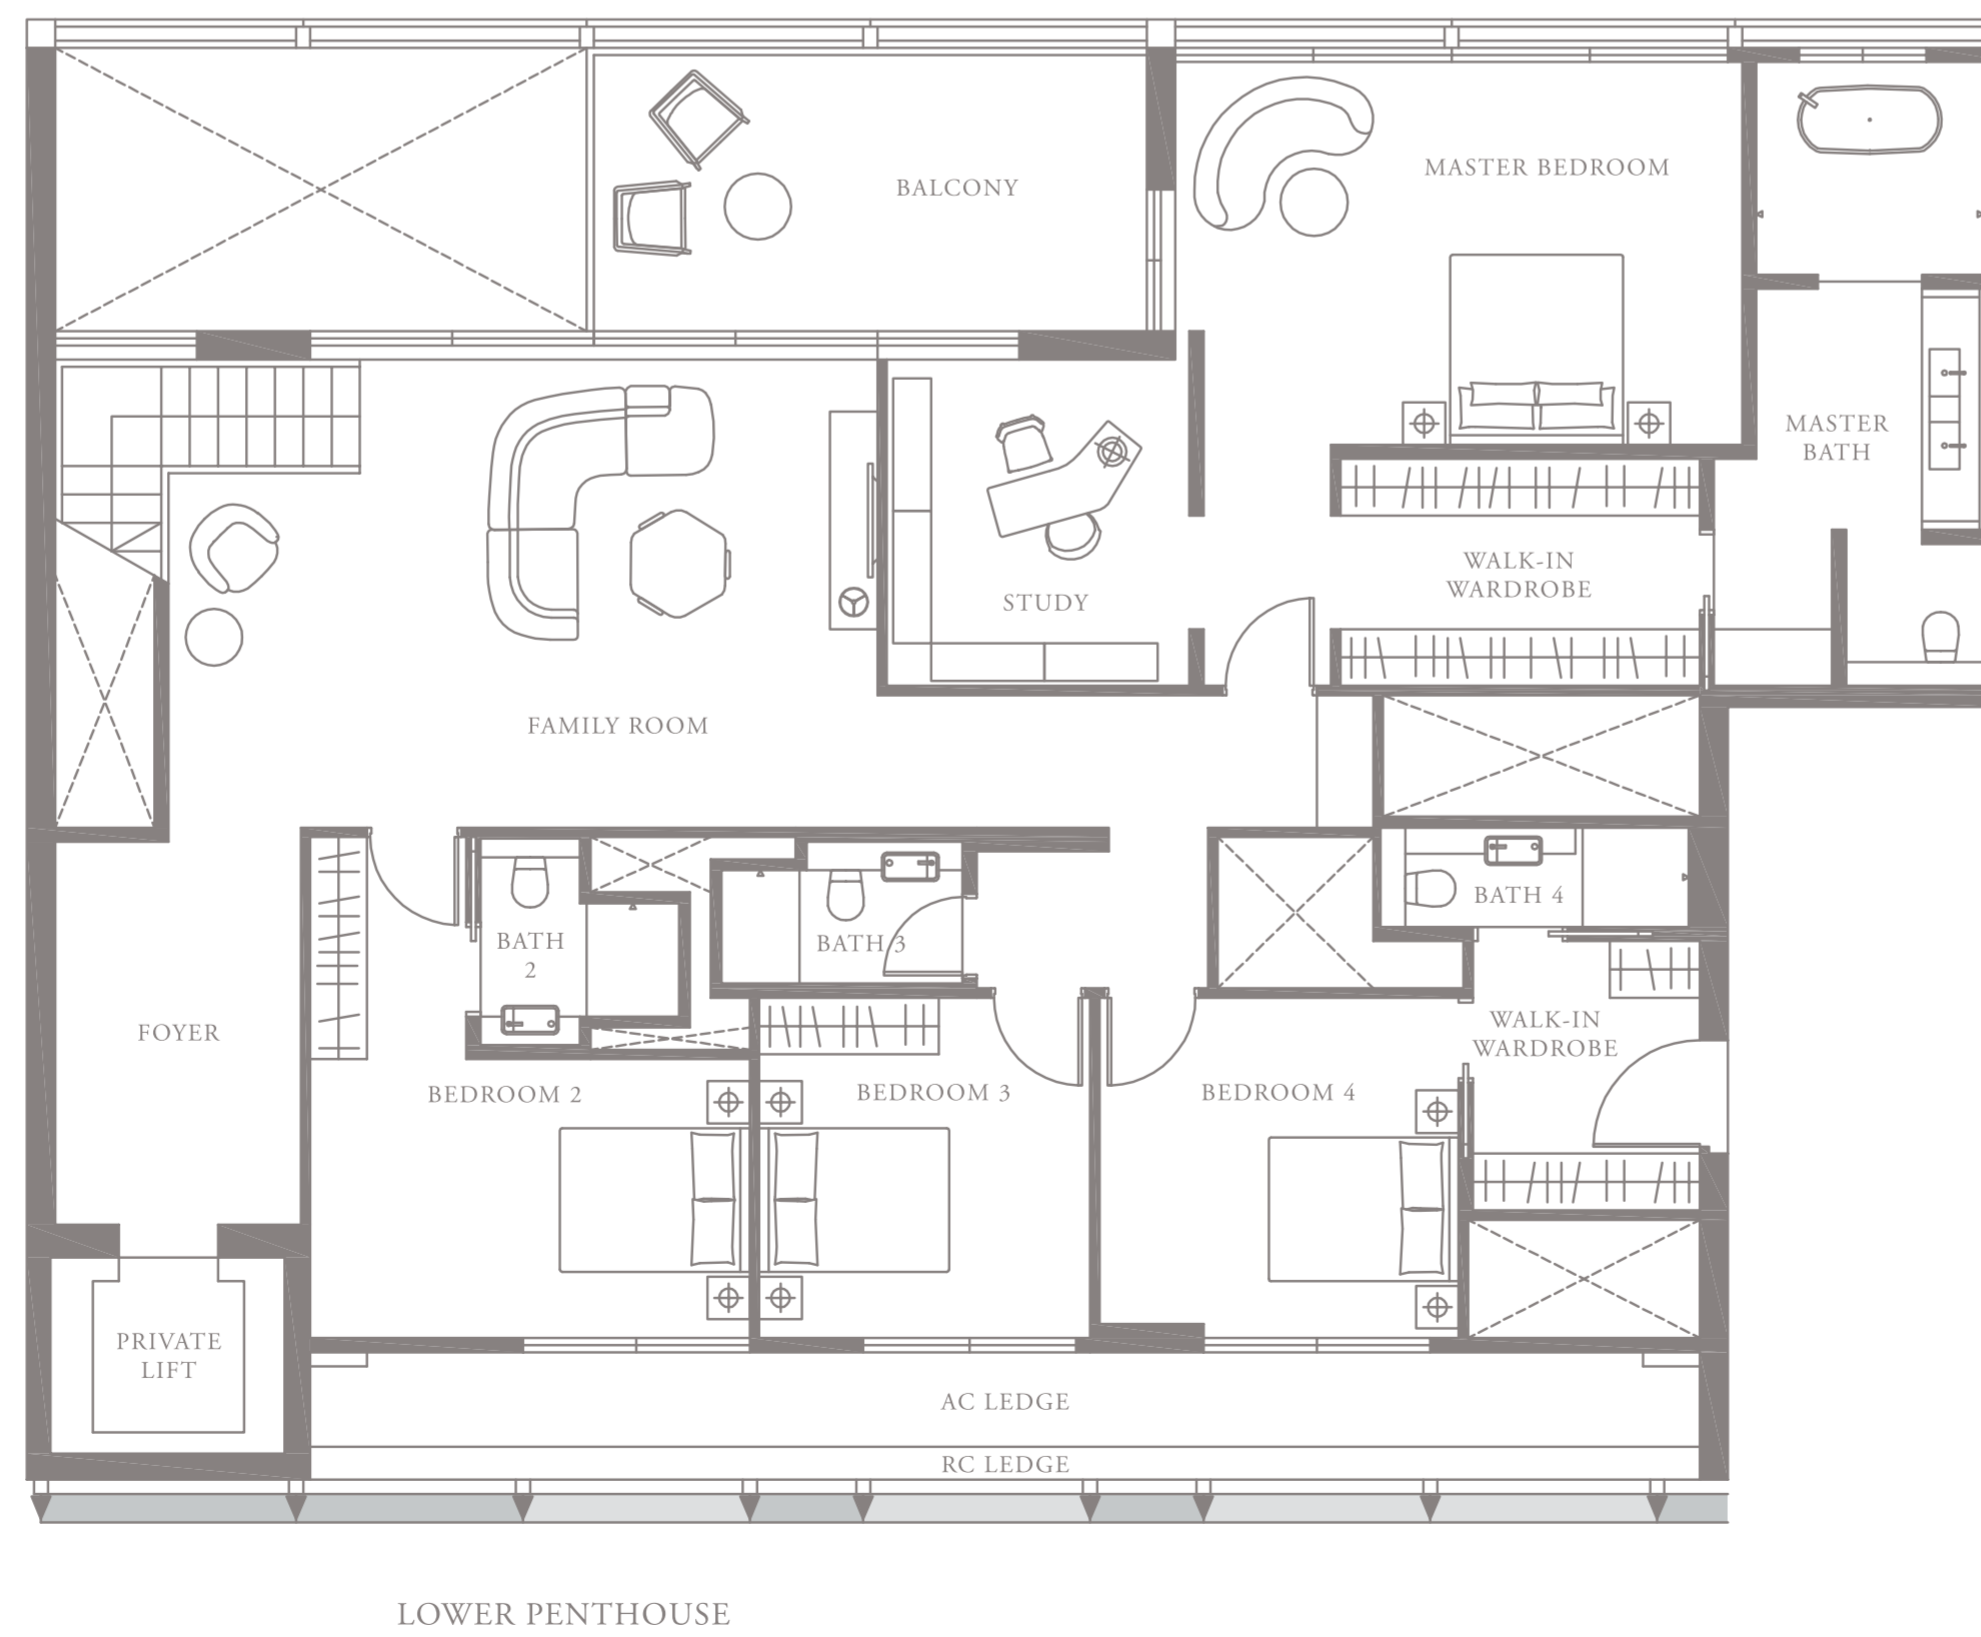 MASTER BEDROOM
BALCONY
MASTER
BATH
WALK-IN
WARDROBE
STUDY
FAMILY ROOM
BATH 4
BATH
2
BATH 3
FOYER
WALK-IN
WARDROBE
BEDROOM 2
BEDROOM 3
BEDROOM 4
PRIVATE
LIFT
AC LEDGE
RC LEDGE
LOWER PENTHOUSE